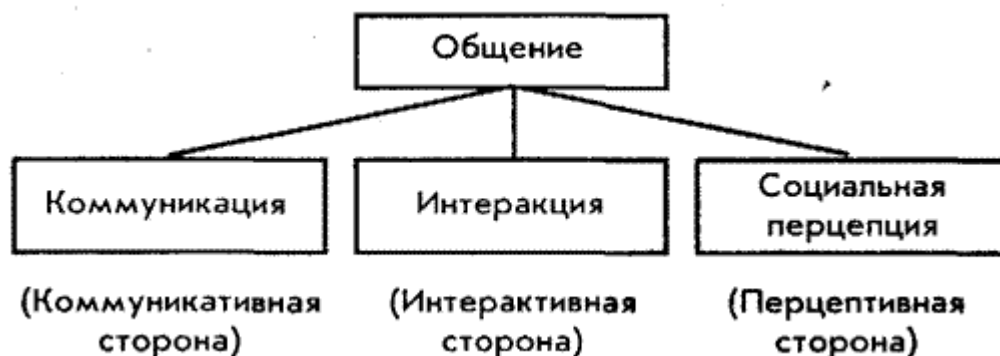 Общение
Коммуникация
Интеракция
Социальная
перцепция
(Коммуникативная
сторона)
(Интерактивная
сторона)
(Перцептивная
сторона)